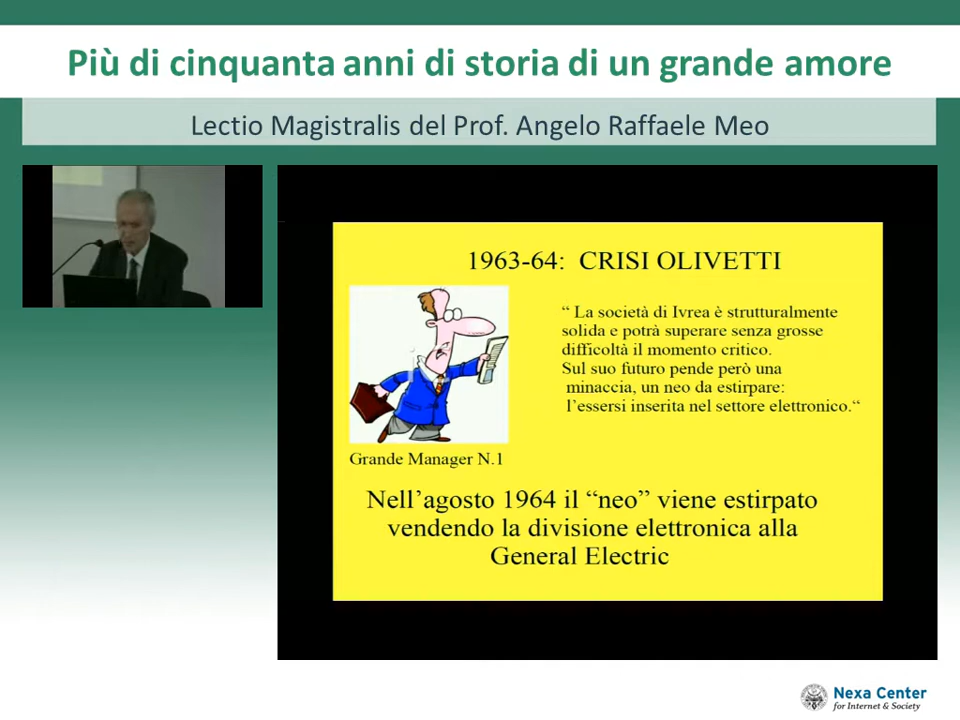 Più di cinquanta anni di storia di un grande amore
Lectio Magistralis del Prof. Angelo Raffaele Meo
1963-64: CRISI OLIVETTI
“ La società di Ivrea è strutturalmente
solida e potrà superare senza grosse
difficoltà il momento critico.
Sul suo futuro pende però una
minaccia, un neo da estirpare:
l’essersi inserita nel settore elettronico.“
Grande Manager N.1
Nell’agosto 1964 il “neo” viene estirpato
vendendo la divisione elettronica alla
General Electric
Nexa Center
for Internet & Society